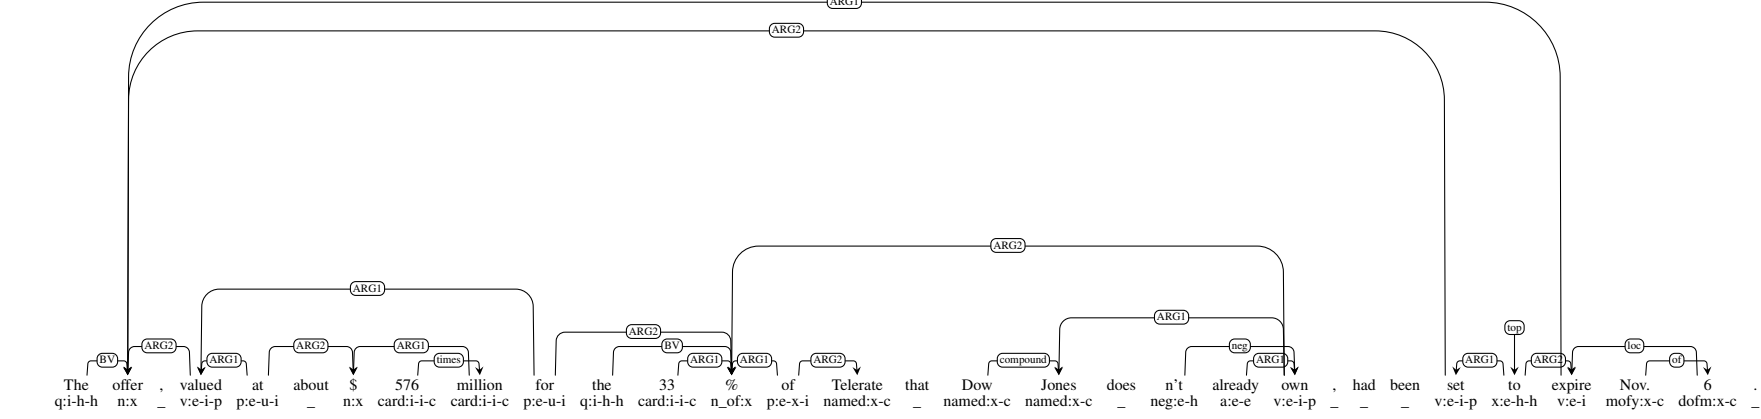 ARG1
ARG2
ARG2
ARG1
ARG1
top
ARG2
BV ARG2 ARG2 ARG1 BV neg loc
ARG1 times ARG1 ARG1 ARG2 compound ARG1 ARG1 ARG2 of
The offer , valued at about $ 576 million for the 33 % of Telerate that Dow Jones does n't already own , had been set to expire Nov. 6 .
q:i-h-h n:x _ v:e-i-p p:e-u-i _ n:x card:i-i-c card:i-i-c p:e-u-i q:i-h-h card:i-i-c n_of:x p:e-x-i named:x-c _ named:x-c named:x-c _ neg:e-h a:e-e v:e-i-p _ _ _ v:e-i-p x:e-h-h v:e-i mofy:x-c dofm:x-c _